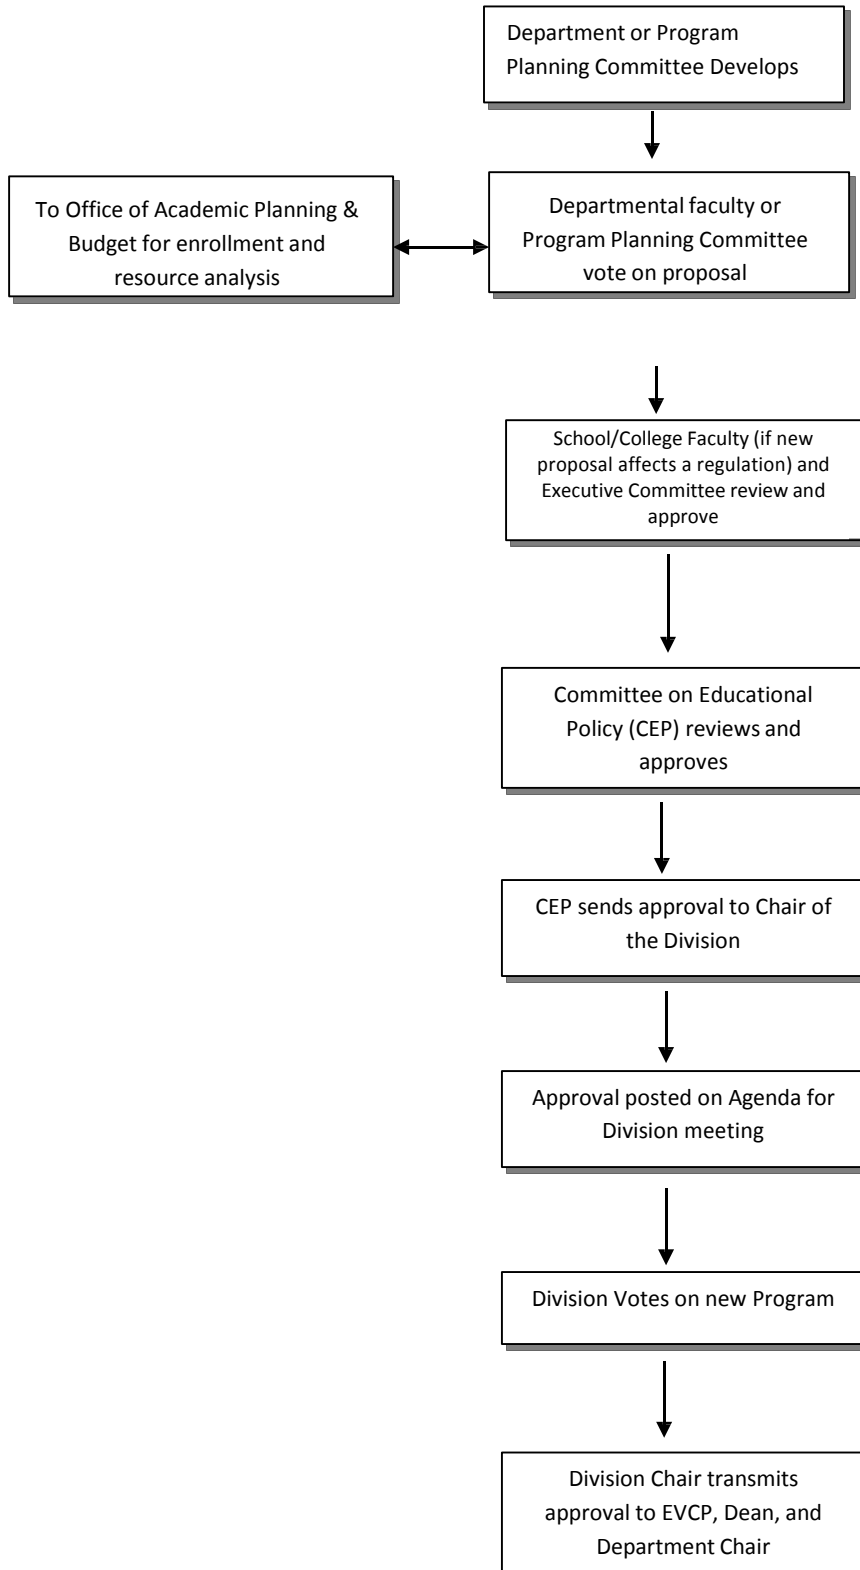 Department or Program
Planning Committee Develops
To Office of Academic Planning &
Budget for enrollment and
resource analysis
Departmental faculty or
Program Planning Committee
vote on proposal
School/College Faculty (if new
proposal affects a regulation) and
Executive Committee review and
approve
Committee on Educational
Policy (CEP) reviews and
approves
CEP sends approval to Chair of
the Division
Approval posted on Agenda for
Division meeting
Division Votes on new Program
Division Chair transmits
approval to EVCP, Dean, and
Department Chair